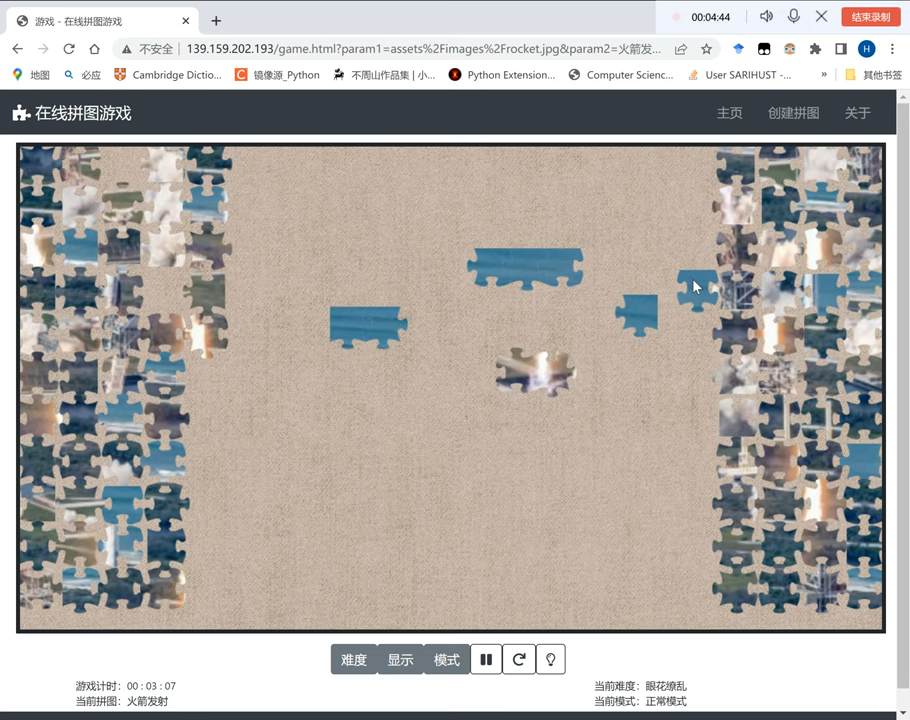 游戏 - 在线拼图游戏
00:04:44
结束录制
不安全
139.159.202.193/game.html?param1=assets%2Fimages%2Frocket.jpg&param2=火箭发...
H
地图
必应
Cambridge Dictio...
镜像源_Python
不周山作品集 | 小...
Python Extension...
Computer Scienc...
User SARIHUST -...
»
其他书签
在线拼图游戏
主页
创建拼图
关于
难度
显示
模式
游戏计时：00 : 03 : 07
当前难度：眼花缭乱
当前拼图：火箭发射
当前模式：正常模式